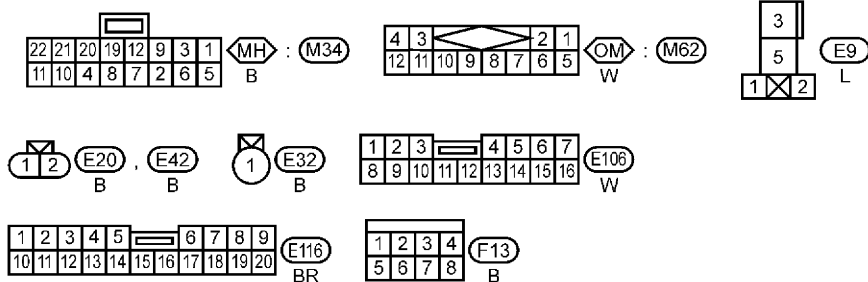 22 21 20 19 12 9 3 1 MH : M34
11 10 4 8 7 2 6 5 B
4 3 2 1 OM : M62
12 11 10 9 8 7 6 5 W
3
5 E9
1 2 L
1 2 E20 , E42
B B
1 E32
B
1 2 3 4 5 6 7 E106
8 9 10 11 12 13 14 15 16 W
1 2 3 4 5 6 7 8 9 E116
10 11 12 13 14 15 16 17 18 19 20 BR
1 2 3 4 F13
5 6 7 8 B